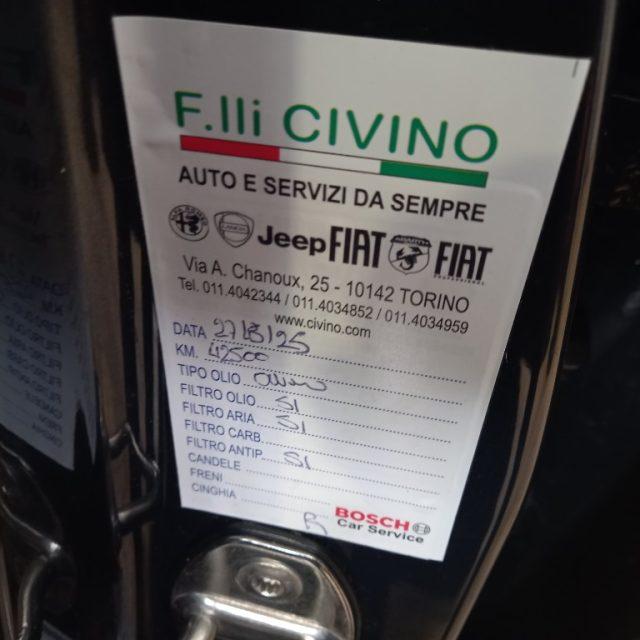 F.lli CIVINO
AUTO E SERVIZI DA SEMPRE
Jeep FIAT FIAT
PROFESSIONAL
Via A. Chanoux, 25 - 10142 TORINO
Tel. 011.4042344 / 011.4034852 / 011.4034959
www.civino.com
DATA 27/8/25
KM. 42500
TIPO OLIO
FILTRO OLIO SI
FILTRO ARIA SI
FILTRO CARB.
FILTRO ANTIP. SI
CANDELE
FRENI
CINGHIA
BOSCH
Car Service